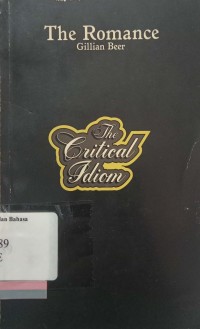 The Romance
Gillian Beer
The
Critical
Idiom
Bahasa
89
E